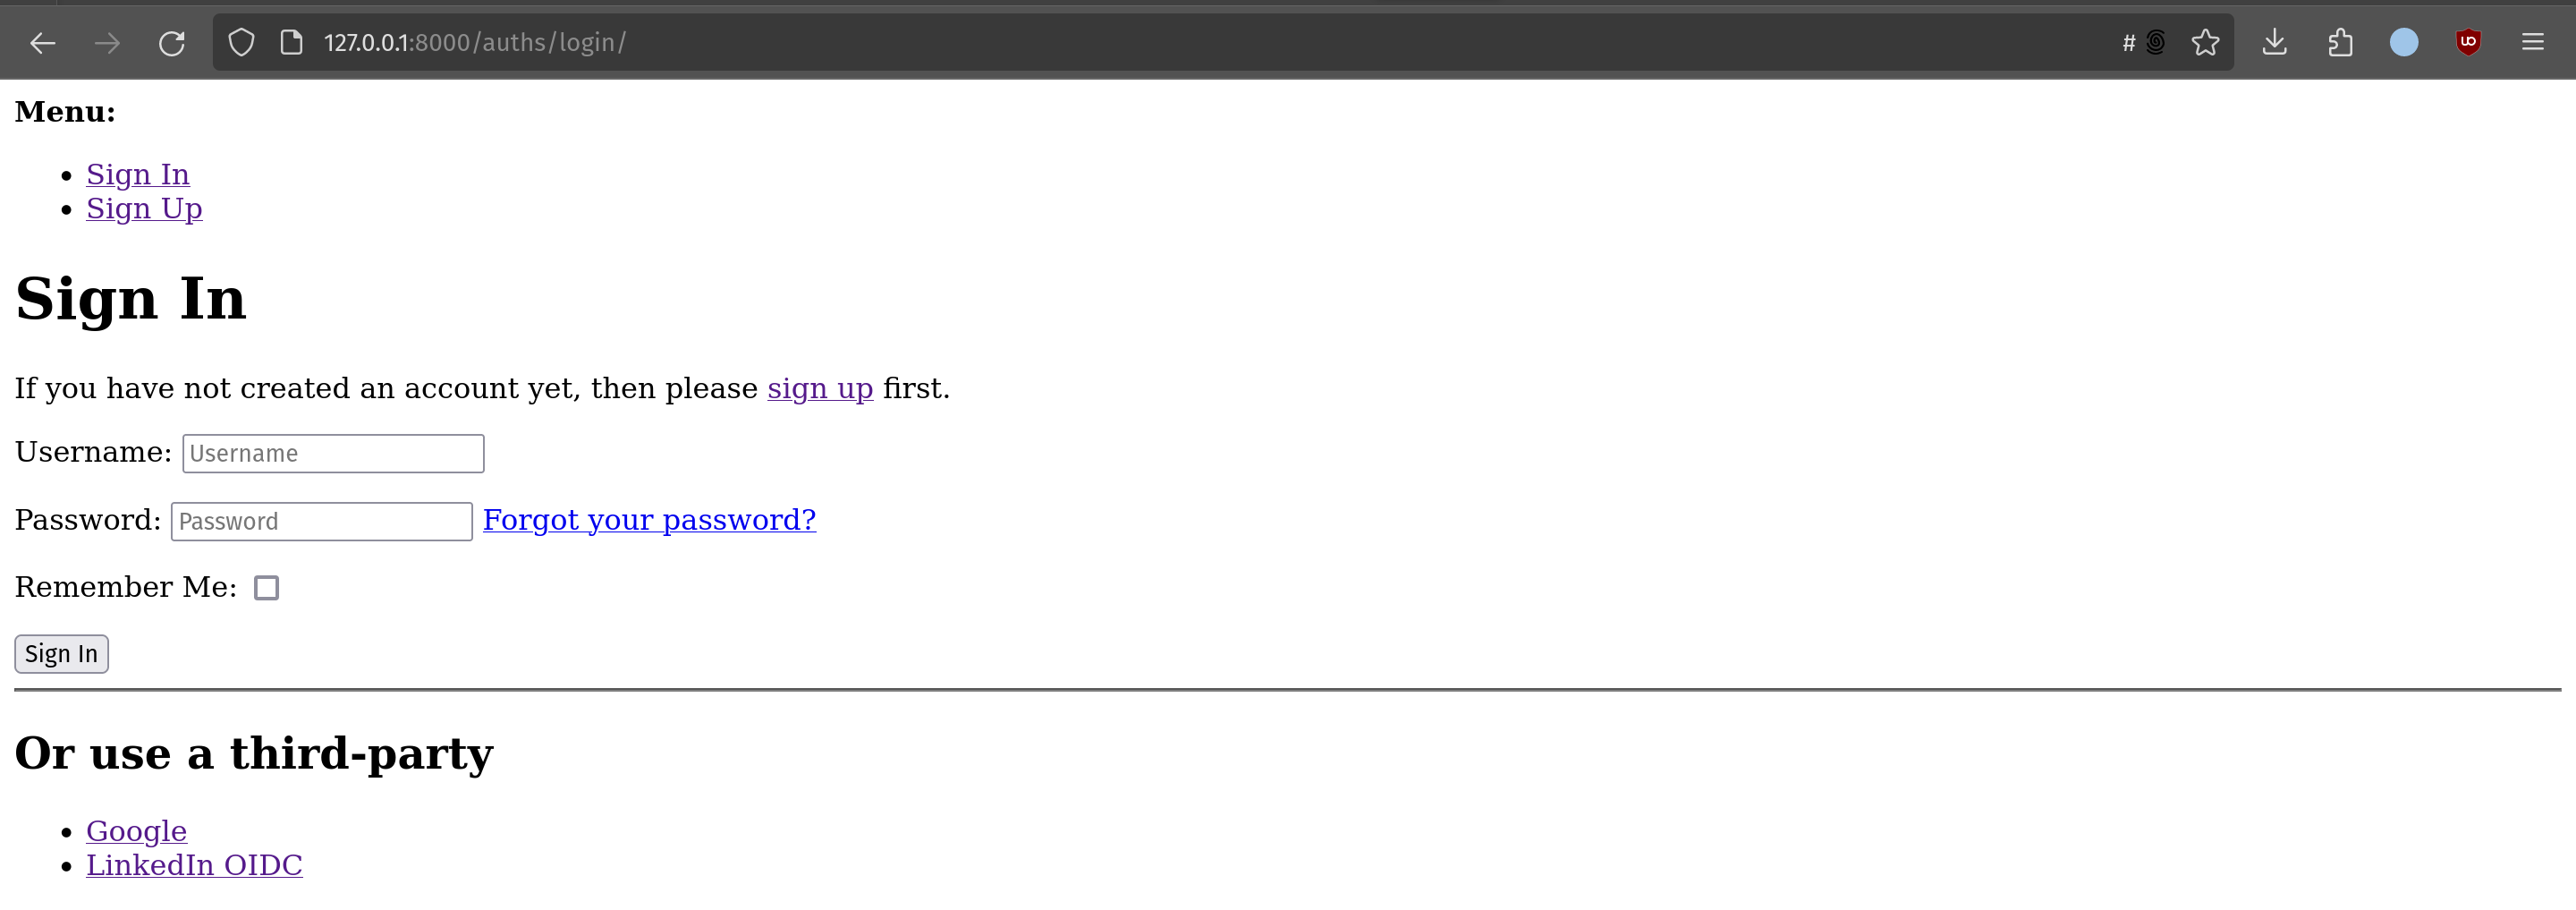 127.0.0.1:8000/auths/login/
#
Menu:
Sign In
Sign Up
Sign In
If you have not created an account yet, then please sign up first.
Username: Username
Password: Password Forgot your password?
Remember Me:
Sign In
Or use a third-party
Google
LinkedIn OIDC